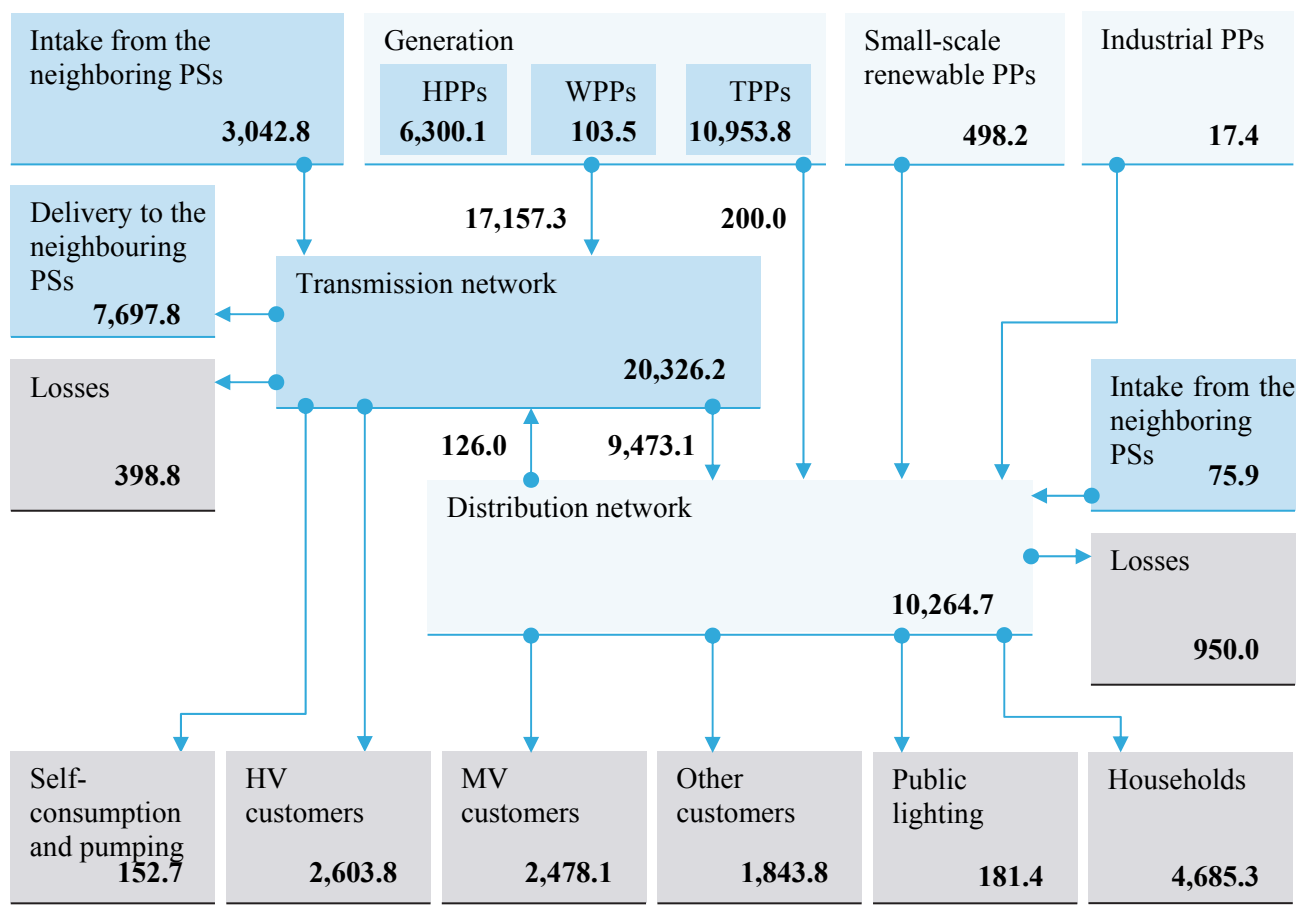 Intake from the
neighboring PSs
3,042.8
Generation
HPPs
6,300.1
WPPs
103.5
TPPs
10,953.8
Small-scale
renewable PPs
498.2
Industrial PPs
17.4
Delivery to the
neighbouring
PSs
7,697.8
17,157.3
200.0
Transmission network
20,326.2
Losses
398.8
126.0
9,473.1
Intake from the
neighboring
PSs
75.9
Distribution network
10,264.7
Losses
950.0
Self-
consumption
and pumping
152.7
HV
customers
2,603.8
MV
customers
2,478.1
Other
customers
1,843.8
Public
lighting
181.4
Households
4,685.3